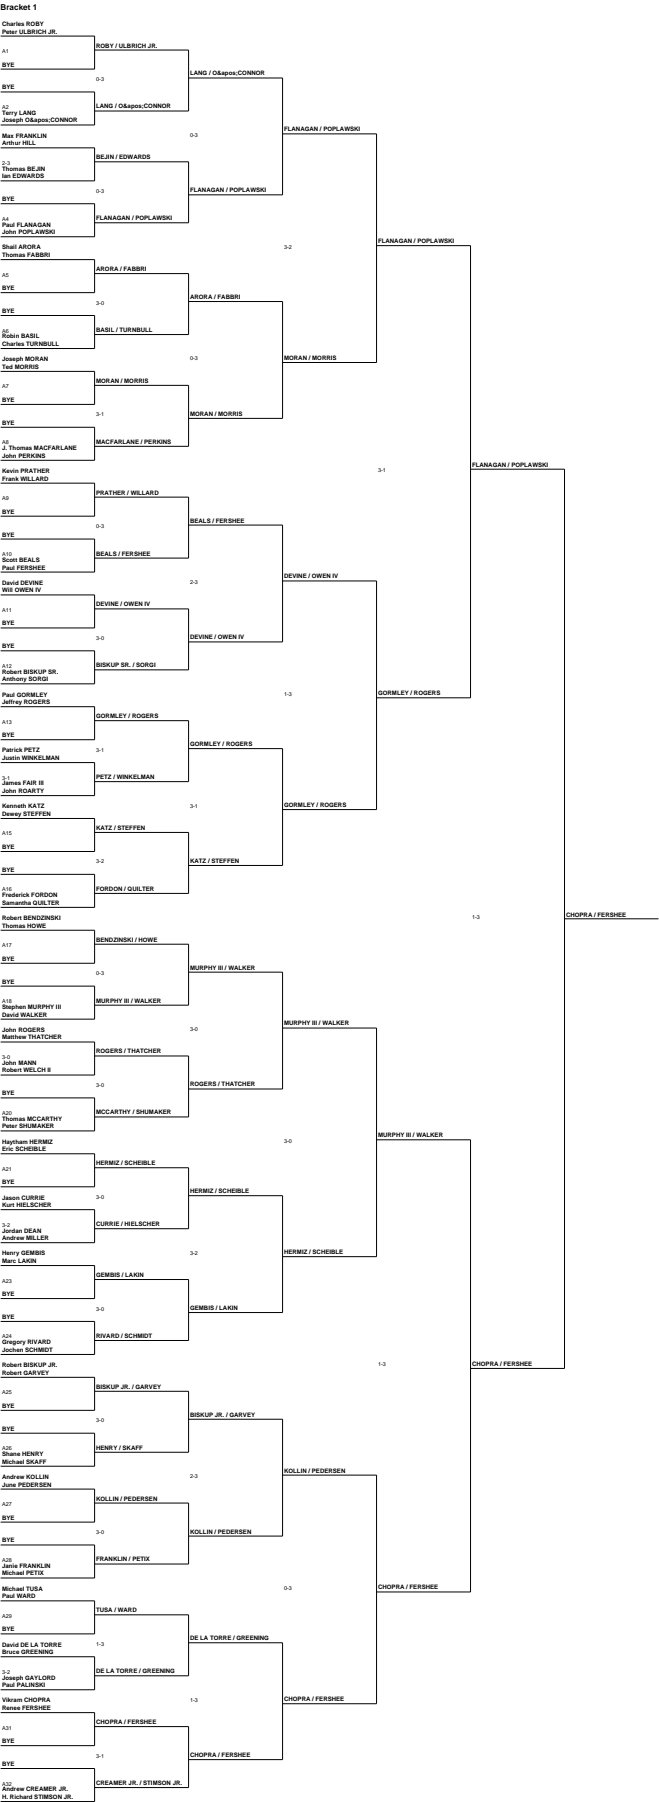 Bracket 1
Charles ROBY
Peter ULBRICH JR.
ROBY / ULBRICH JR.
A1
BYE
LANG / O&apos;CONNOR
0-3
BYE
A2
LANG / O&apos;CONNOR
Terry LANG
Joseph O&apos;CONNOR
FLANAGAN / POPLAWSKI
Max FRANKLIN
0-3
Arthur HILL
BEJIN / EDWARDS
2-3
Thomas BEJIN
Ian EDWARDS
FLANAGAN / POPLAWSKI
0-3
BYE
A4
FLANAGAN / POPLAWSKI
Paul FLANAGAN
John POPLAWSKI
FLANAGAN / POPLAWSKI
Shail ARORA
3-2
Thomas FABBRI
ARORA / FABBRI
A5
BYE
ARORA / FABBRI
3-0
BYE
A6
BASIL / TURNBULL
Robin BASIL
Charles TURNBULL
Joseph MORAN
0-3
MORAN / MORRIS
Ted MORRIS
MORAN / MORRIS
A7
BYE
MORAN / MORRIS
3-1
BYE
A8
MACFARLANE / PERKINS
J. Thomas MACFARLANE
John PERKINS
FLANAGAN / POPLAWSKI
Kevin PRATHER
3-1
Frank WILLARD
PRATHER / WILLARD
A9
BYE
BEALS / FERSHEE
0-3
BYE
A10
BEALS / FERSHEE
Scott BEALS
Paul FERSHEE
DEVINE / OWEN IV
David DEVINE
2-3
Will OWEN IV
DEVINE / OWEN IV
A11
BYE
DEVINE / OWEN IV
3-0
BYE
A12
BISKUP SR. / SORGI
Robert BISKUP SR.
Anthony SORGI
Paul GORMLEY
1-3
GORMLEY / ROGERS
Jeffrey ROGERS
GORMLEY / ROGERS
A13
BYE
GORMLEY / ROGERS
Patrick PETZ
3-1
Justin WINKELMAN
3-1
PETZ / WINKELMAN
James FAIR III
John ROARTY
Kenneth KATZ
3-1
GORMLEY / ROGERS
Dewey STEFFEN
KATZ / STEFFEN
A15
BYE
KATZ / STEFFEN
3-2
BYE
A16
FORDON / QUILTER
Frederick FORDON
Samantha QUILTER
CHOPRA / FERSHEE
Robert BENDZINSKI
1-3
Thomas HOWE
BENDZINSKI / HOWE
A17
BYE
MURPHY III / WALKER
0-3
BYE
A18
MURPHY III / WALKER
Stephen MURPHY III
David WALKER
MURPHY III / WALKER
John ROGERS
3-0
Matthew THATCHER
ROGERS / THATCHER
3-0
John MANN
Robert WELCH II
ROGERS / THATCHER
3-0
BYE
A20
MCCARTHY / SHUMAKER
Thomas MCCARTHY
Peter SHUMAKER
MURPHY III / WALKER
Haytham HERMIZ
3-0
Eric SCHEIBLE
HERMIZ / SCHEIBLE
A21
BYE
HERMIZ / SCHEIBLE
Jason CURRIE
3-0
Kurt HIELSCHER
3-2
CURRIE / HIELSCHER
Jordan DEAN
Andrew MILLER
Henry GEMBIS
3-2
HERMIZ / SCHEIBLE
Marc LAKIN
GEMBIS / LAKIN
A23
BYE
GEMBIS / LAKIN
3-0
BYE
A24
RIVARD / SCHMIDT
Gregory RIVARD
Jochen SCHMIDT
Robert BISKUP JR.
1-3
CHOPRA / FERSHEE
Robert GARVEY
BISKUP JR. / GARVEY
A25
BYE
BISKUP JR. / GARVEY
3-0
BYE
A26
HENRY / SKAFF
Shane HENRY
Michael SKAFF
KOLLIN / PEDERSEN
Andrew KOLLIN
2-3
June PEDERSEN
KOLLIN / PEDERSEN
A27
BYE
KOLLIN / PEDERSEN
3-0
BYE
A28
FRANKLIN / PETIX
Janie FRANKLIN
Michael PETIX
Michael TUSA
0-3
CHOPRA / FERSHEE
Paul WARD
TUSA / WARD
A29
BYE
DE LA TORRE / GREENING
David DE LA TORRE
1-3
Bruce GREENING
3-2
DE LA TORRE / GREENING
Joseph GAYLORD
Paul PALINSKI
Vikram CHOPRA
1-3
CHOPRA / FERSHEE
Renee FERSHEE
CHOPRA / FERSHEE
A31
BYE
CHOPRA / FERSHEE
3-1
BYE
A32
CREAMER JR. / STIMSON JR.
Andrew CREAMER JR.
H. Richard STIMSON JR.